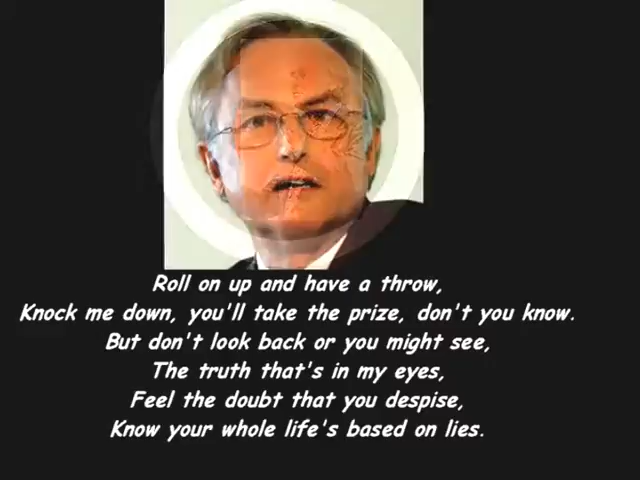 Roll on up and have a throw,
Knock me down, you'll take the prize, don't you know.
But don't look back or you might see,
The truth that's in my eyes,
Feel the doubt that you despise,
Know your whole life's based on lies.